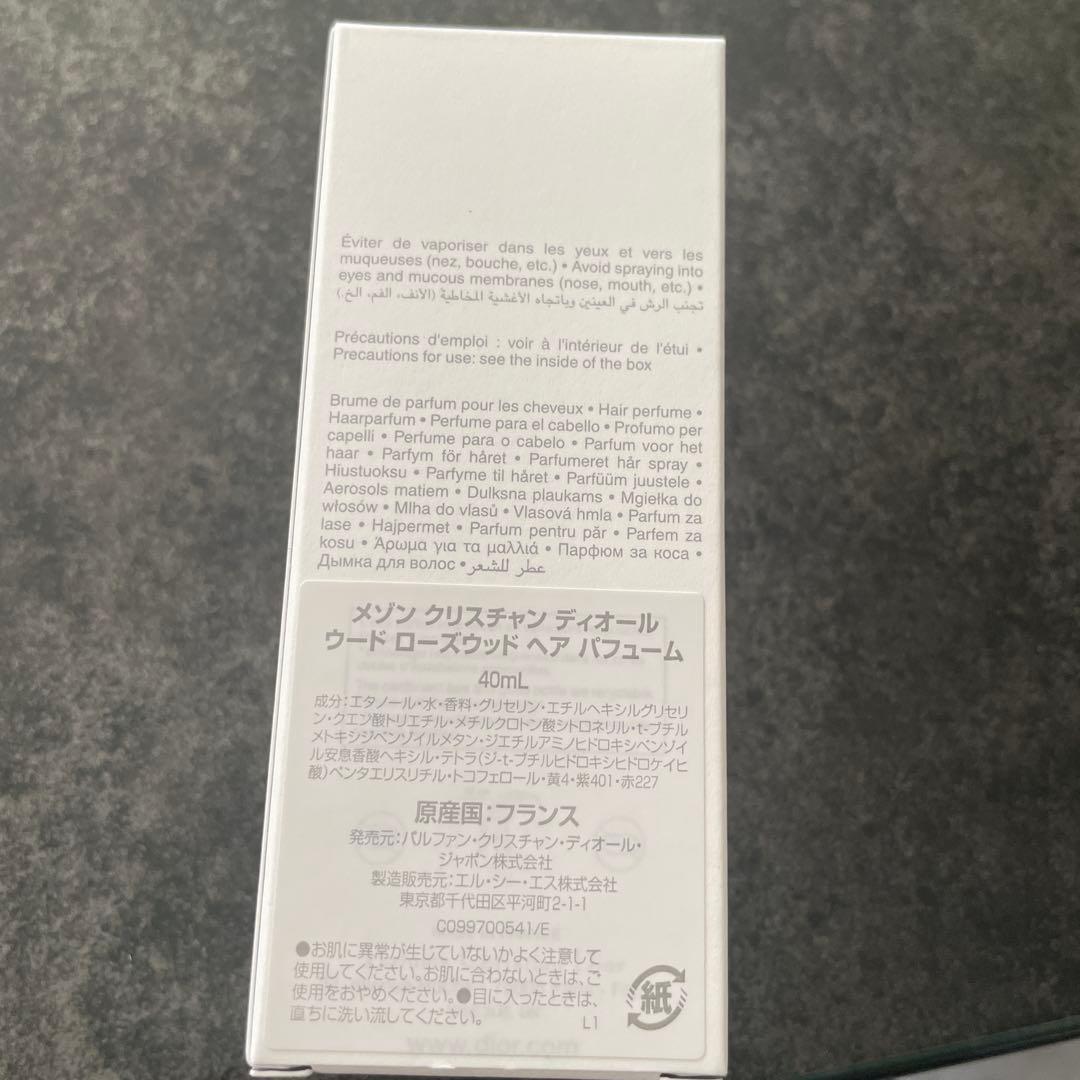 Éviter de vaporiser dans les yeux et vers les
muqueuses (nez, bouche, etc.) • Avoid spraying into
eyes and mucous membranes (nose, mouth, etc.) •
تجنب الرش في العينين وباتجاه الأغشية المخاطية (الأنف، الفم، الخ.)
Précautions d'emploi : voir à l'intérieur de l'étui •
Precautions for use: see the inside of the box
Brume de parfum pour les cheveux • Hair perfume •
Haarparfum • Perfume para el cabello • Profumo per
capelli • Perfume para o cabelo • Parfum voor het
haar • Parfym för håret • Parfumeret hår spray •
Hiustuoksu • Parfyme til håret • Parfüüm juustele •
Aerosols matiem • Dulksna plaukams • Mgiełka do
włosów • Mlha do vlasů • Vlasová hmla • Parfum za
lase • Hajpermet • Parfum pentru păr • Parfem za
kosu • Άρωμα για τα μαλλιά • Парфюм за коса •
Дымка для волос • عطر للشعر
メゾン クリスチャン ディオール
ウード ローズウッド ヘア パフューム
40mL
成分:エタノール・水・香料・グリセリン・エチルヘキシルグリセリ
ン・クエン酸トリエチル・メチルクロトン酸シトロネリル・t-ブチル
メトキシジベンゾイルメタン・ジエチルアミノヒドロキシベンゾイ
ル安息香酸ヘキシル・テトラ(ジ-t-ブチルヒドロキシヒドロケイヒ
酸)ペンタエリスリチル・トコフェロール・黄4・紫401・赤227
原産国:フランス
発売元:パルファン・クリスチャン・ディオール・
ジャポン株式会社
製造販売元:エル・シー・エス株式会社
東京都千代田区平河町2-1-1
C099700541/E
●お肌に異常が生じていないかよく注意して
使用してください。お肌に合わないときは、ご
使用をおやめください。●目に入ったときは、
直ちに洗い流してください。
L1
紙
www.dior.com